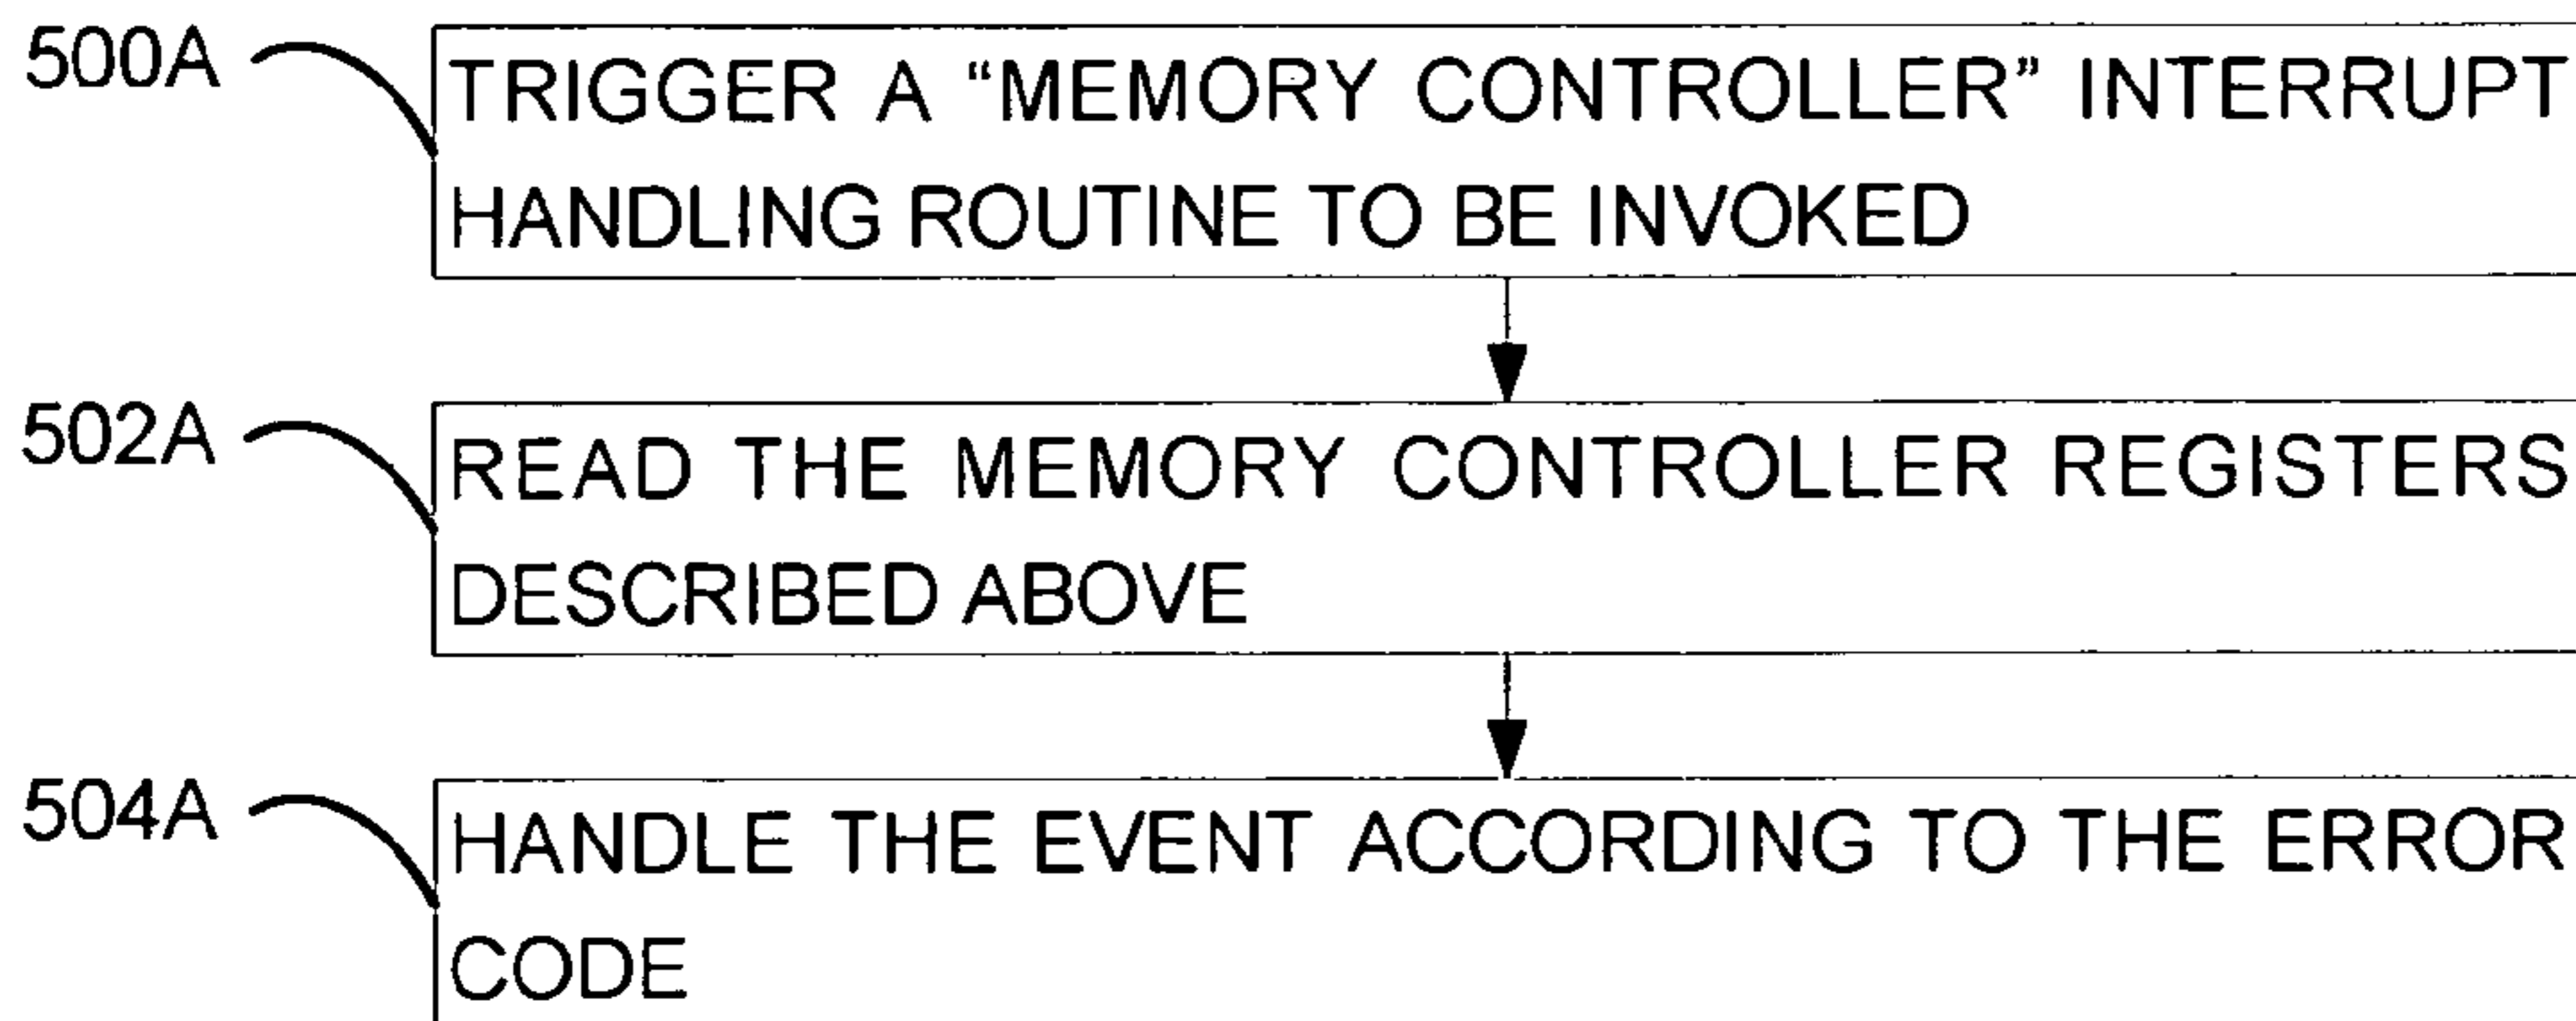 500A
TRIGGER A “MEMORY CONTROLLER” INTERRUPT
HANDLING ROUTINE TO BE INVOKED
502A
READ THE MEMORY CONTROLLER REGISTERS
DESCRIBED ABOVE
504A
HANDLE THE EVENT ACCORDING TO THE ERROR
CODE